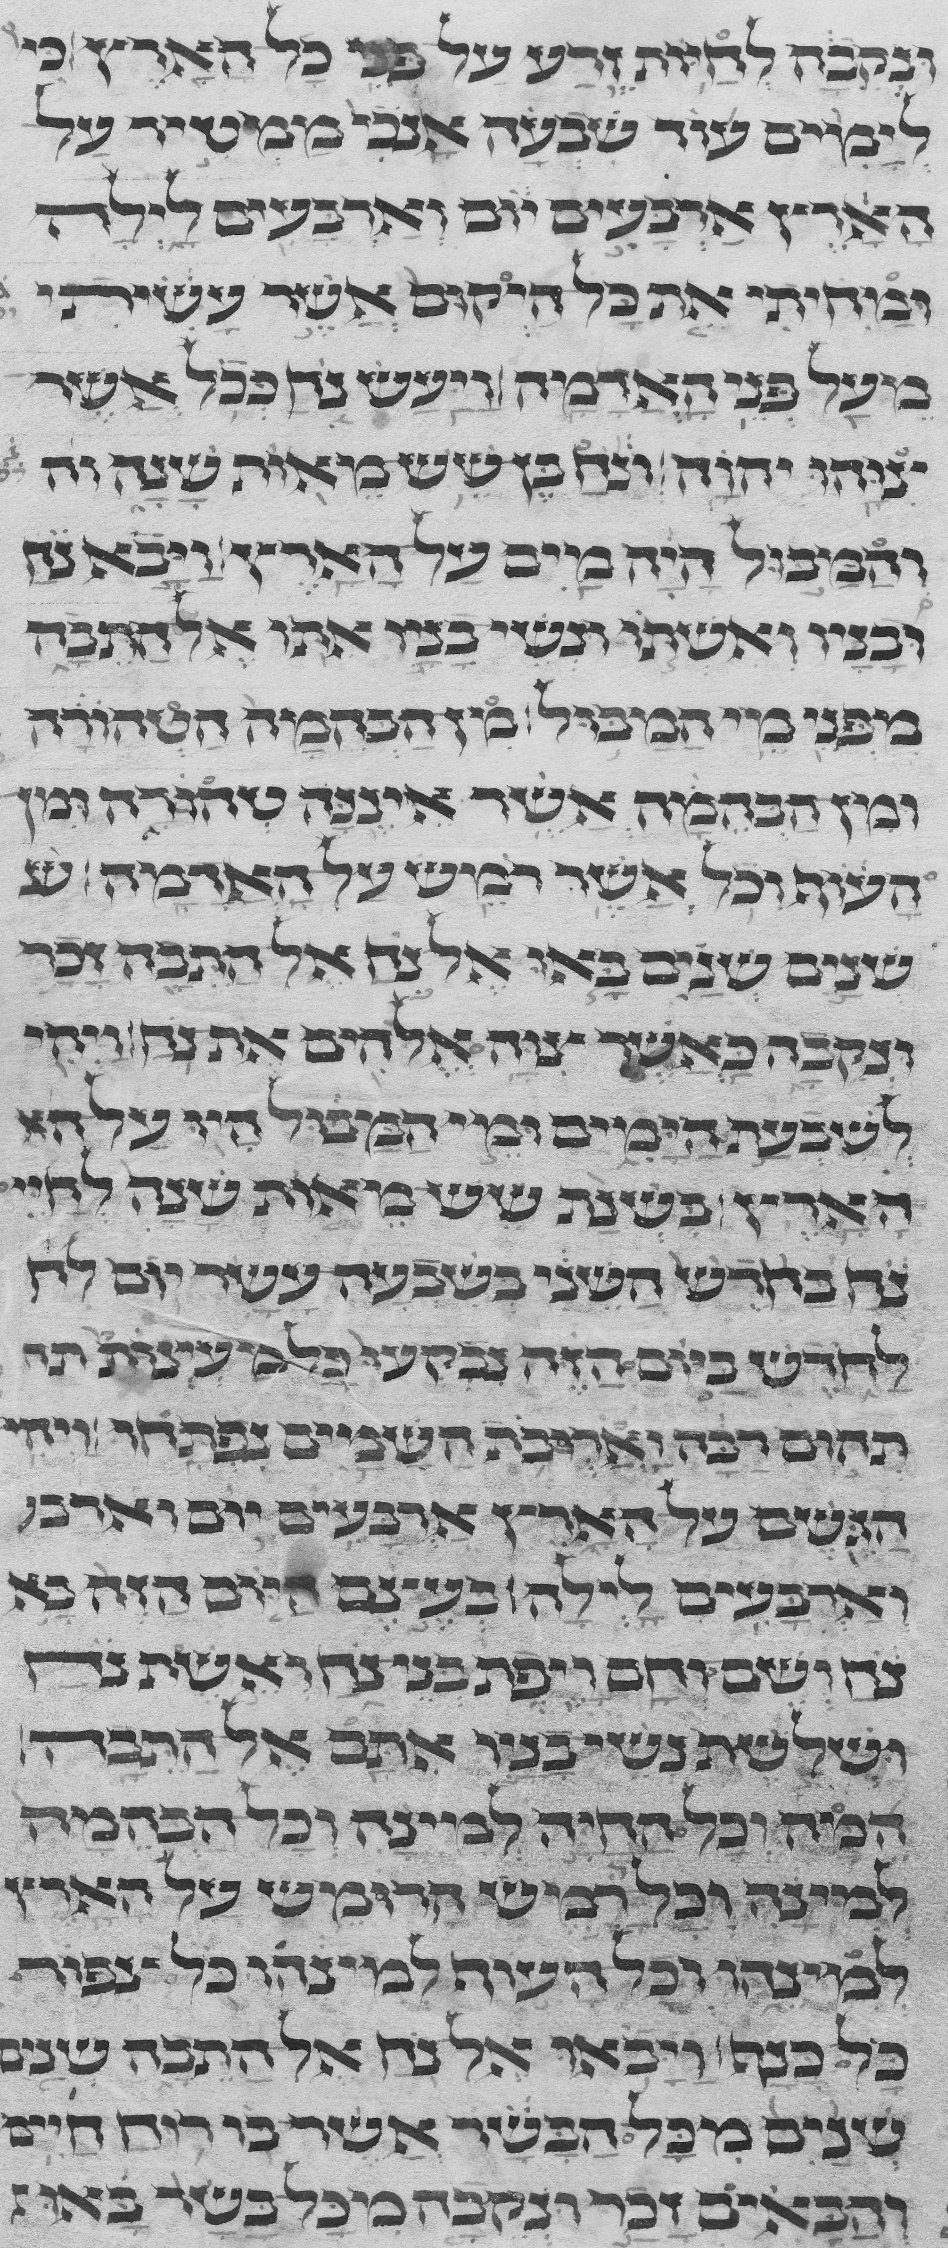 ונקבה לחיות זרע על פני כל הארץ כי
לימים עוד שבעה אנכי ממטיר על
הארץ ארבעים יום וארבעים לילה
ומחיתי את כל היקום אשר עשיתי
מעל פני האדמה ויעש נח ככל אשר
יצוהו יהוה ונח בן שש מאות שנה וה
והמבול היה מים על הארץ ויבא נח
ובניו ואשתו ונשי בניו אתו אל התבה
מפני מי המבול מן הבהמה הטהורה
ומן הבהמה אשר איננה טהורה ומן
העוף וכל אשר רמש על האדמה ש
שנים שנים באו אל נח אל התבה זכר
ונקבה כאשר צוה אלהים את נח ויהי
לשבעת הימים ומי המבול היו על הא
הארץ בשנת שש מאות שנה לחיי
נח בחדש השני בשבעה עשר יום לח
לחדש ביום הזה נבקעו כל מעינות תה
תהום רבה וארבת השמים נפתחו ויהי
הגשם על הארץ ארבעים יום וארב
וארבעים לילה בעיצם היום הזה בא
נח ושם וחם ויפת בני נח ואשת נח
ושלשת נשי בניו אתם אל התבה
המה וכל החיה למינה וכל הבהמה
למינה וכל רמש הרומש על הארץ
למינהו וכל העוף למינהו כל צפור
כל כנף ויבאו אל נח אל התבה שנים
שנים מכל הבשר אשר בו רוח חיים
והבאים זכר ונקבה מכל בשר באו